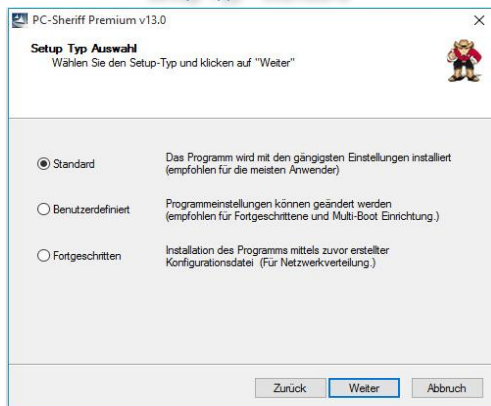 PC-Sheriff Premium v13.0
Setup Typ Auswahl
Wählen Sie den Setup-Typ und klicken auf "Weiter"
Standard
Das Programm wird mit den gängigsten Einstellungen installiert
(empfohlen für die meisten Anwender)
Benutzerdefiniert
Programmeinstellungen können geändert werden
(empfohlen für Fortgeschrittene und Multi-Boot Einrichtung.)
Fortgeschritten
Installation des Programms mittels zuvor erstellter
Konfigurationsdatei (Für Netzwerkverteilung.)
Zurück
Weiter
Abbruch